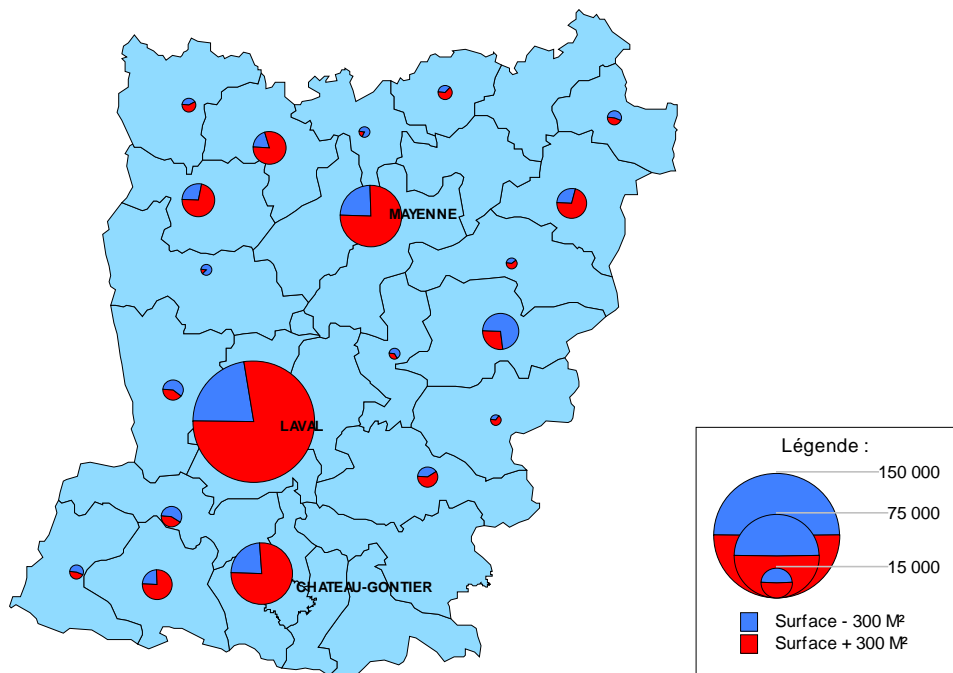 MAYENNE
LAVAL
CHATEAU-GONTIER
Légende :
150 000
75 000
15 000
Surface - 300 M²
Surface + 300 M²